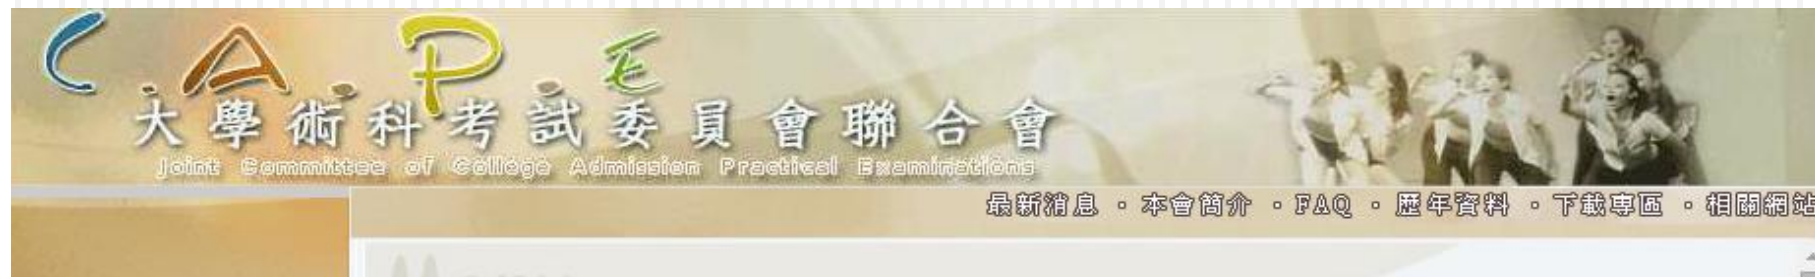 C.A.P.E
大學術科考試委員會聯合會
Joint Committee of College Admission Practical Examinations
最新消息 · 本會簡介 · FAQ · 歷年資料 · 下載專區 · 相關網站